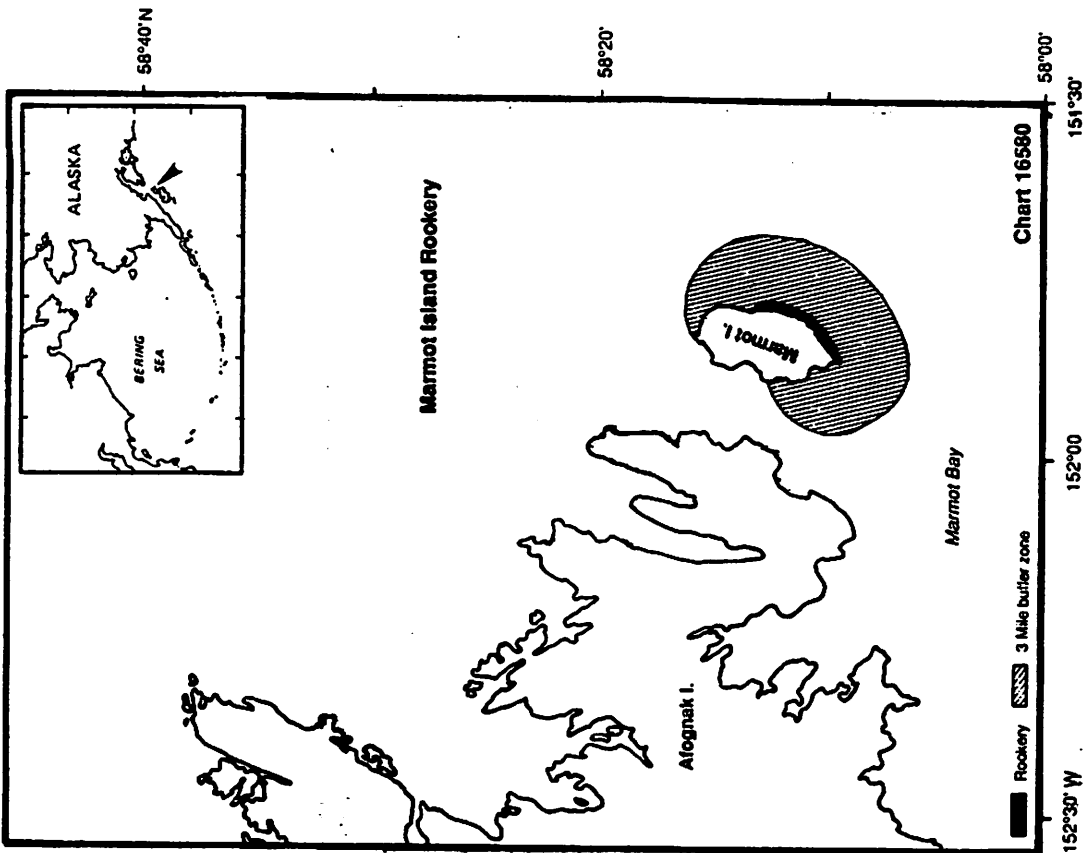 ALASKA
BERING
SEA
Marmot Island Rookery
Marmot I.
Afognak I.
Marmot Bay
Rookery
3 Mile buffer zone
Chart 16580
58°40'N
58°20'
58°00'
152°30' W
152°00'
151°30'